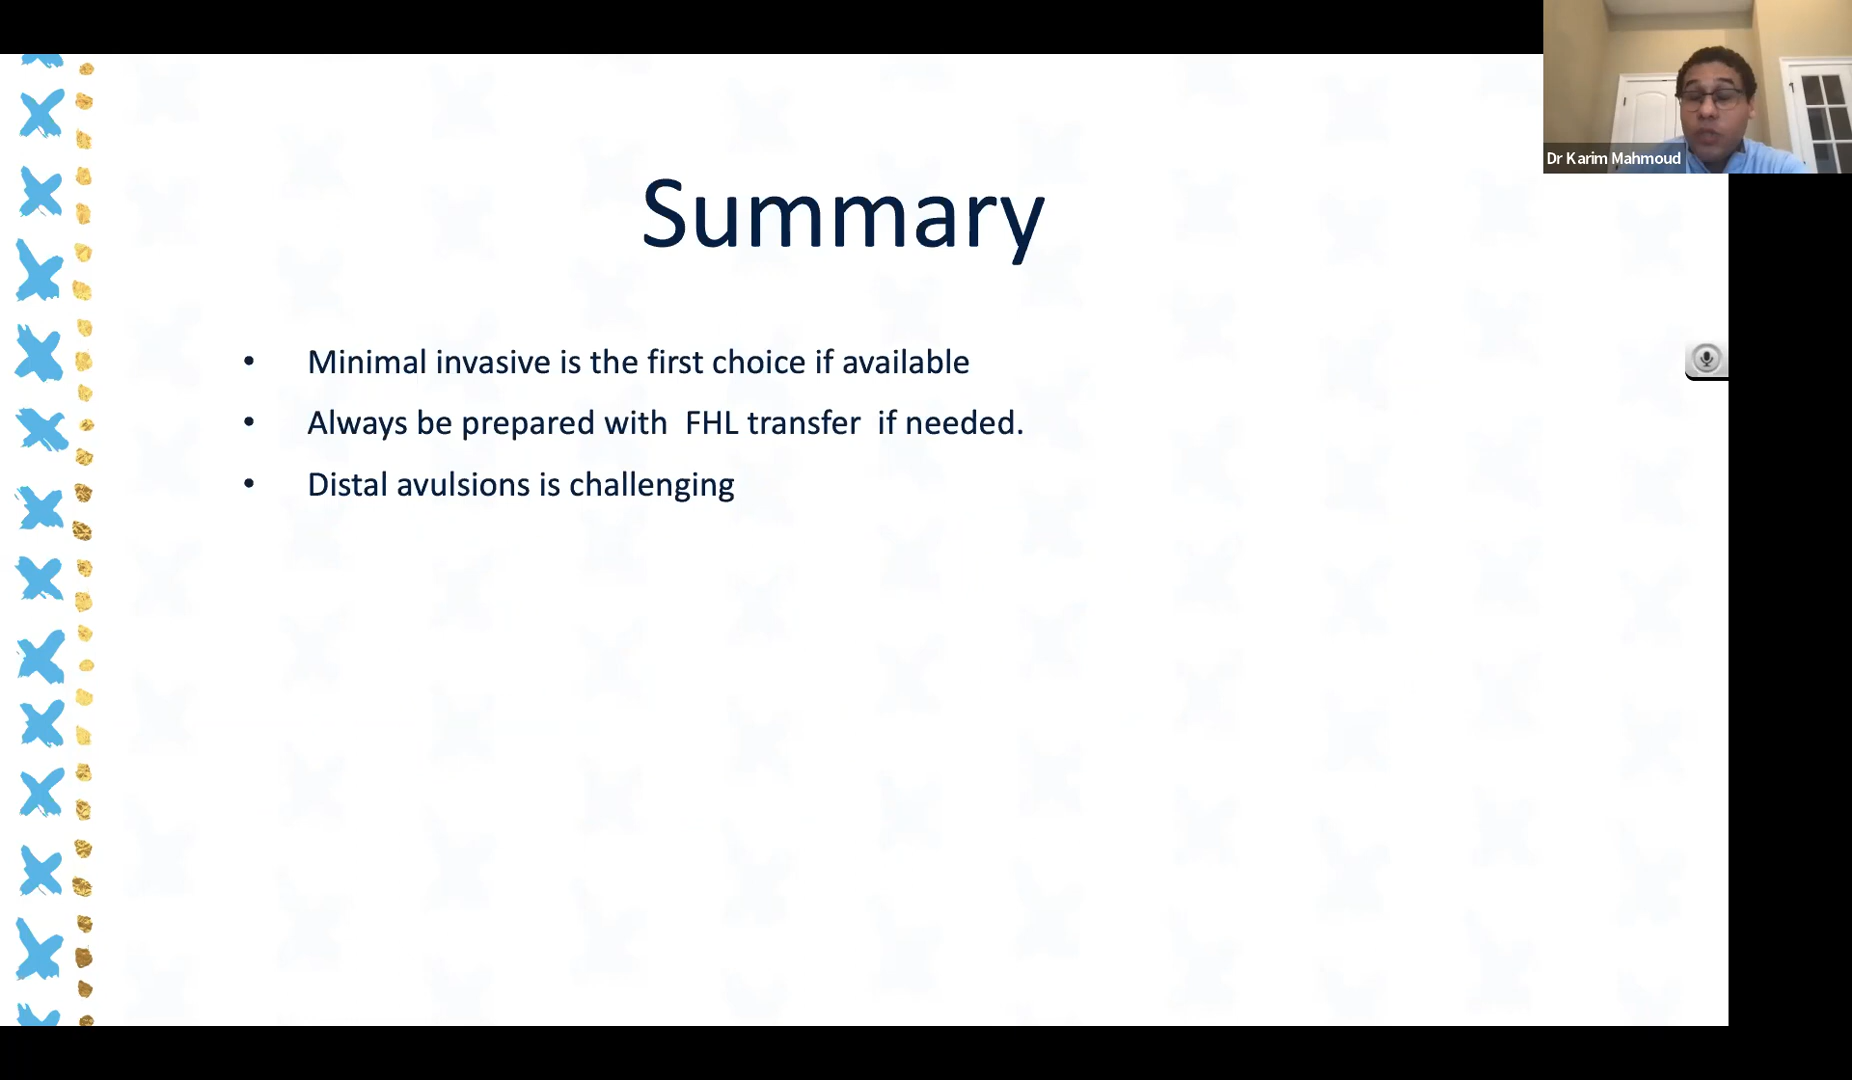 Dr Karim Mahmoud
Summary
• Minimal invasive is the first choice if available
• Always be prepared with  FHL transfer  if needed.
• Distal avulsions is challenging